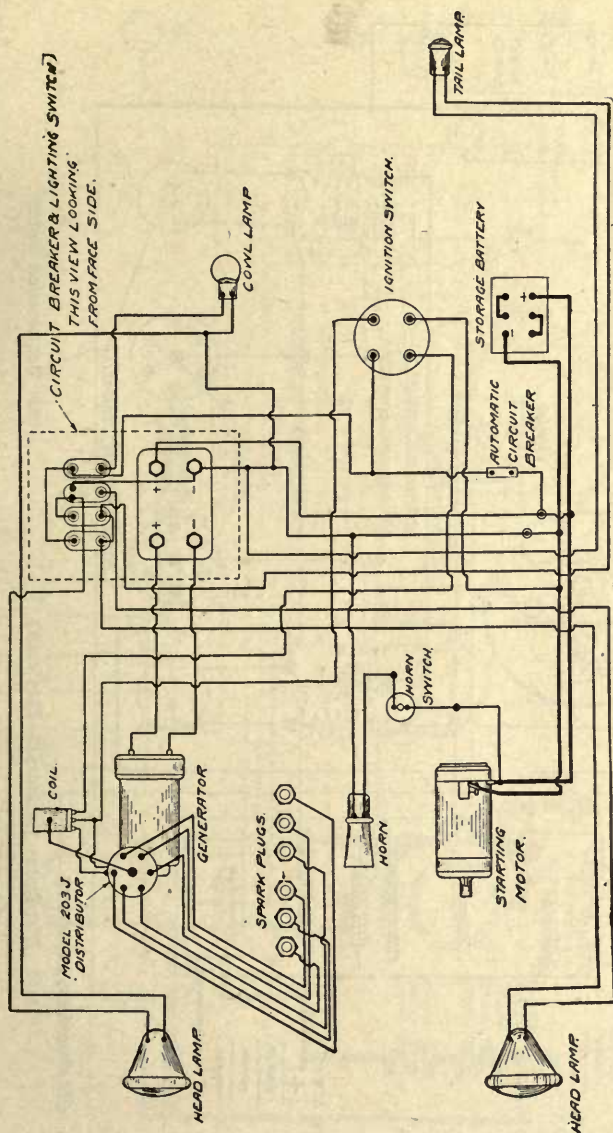 CIRCUIT BREAKER & LIGHTING SWITCH)
THIS VIEW LOOKING
FROM FACE SIDE.
TAIL LAMP.
COWL LAMP
IGNITION SWITCH.
STORAGE BATTERY
- +
AUTOMATIC
CIRCUIT
BREAKER
+ +
- -
COIL.
MODEL 203 J
DISTRIBUTOR
GENERATOR
SPARK PLUGS.
HORN
SWITCH.
HORN
STARTING
MOTOR.
HEAD LAMP.
HEAD LAMP.